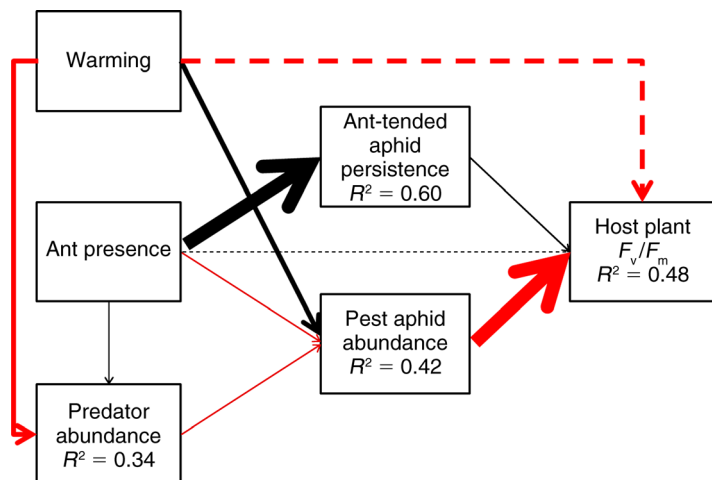 Warming
Ant-tended
aphid
persistence
R² = 0.60
Ant presence
Host plant
Fv/Fm
R² = 0.48
Pest aphid
abundance
R² = 0.42
Predator
abundance
R² = 0.34